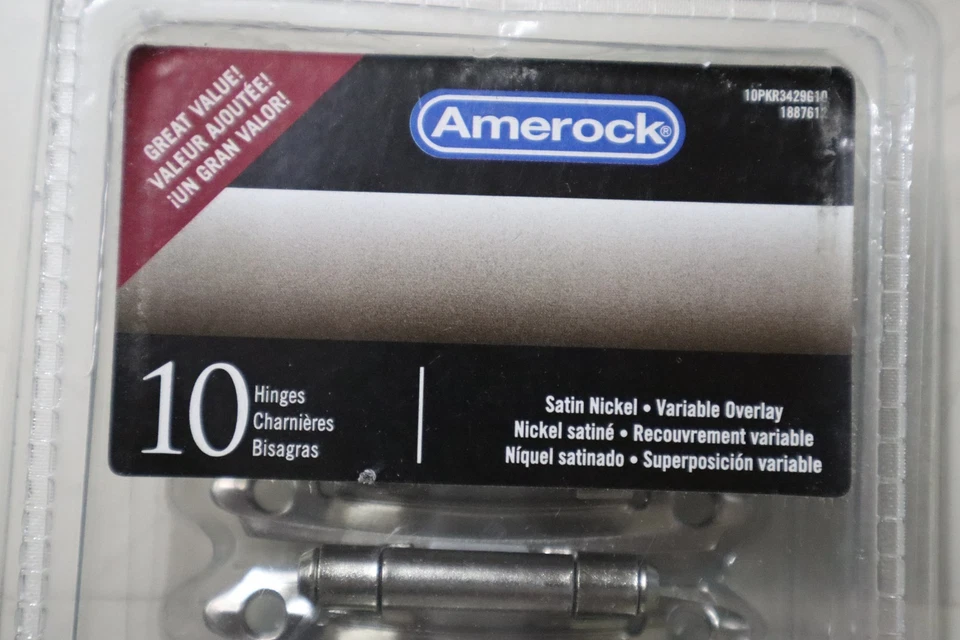 GREAT VALUE!
VALEUR AJOUTÉE!
¡UN GRAN VALOR!
Amerock®
10PKR3429G10
10
Hinges
Charnières
Bisagras
Satin Nickel • Variable Overlay
Nickel satiné • Recouvrement variable
Níquel satinado • Superposición variable